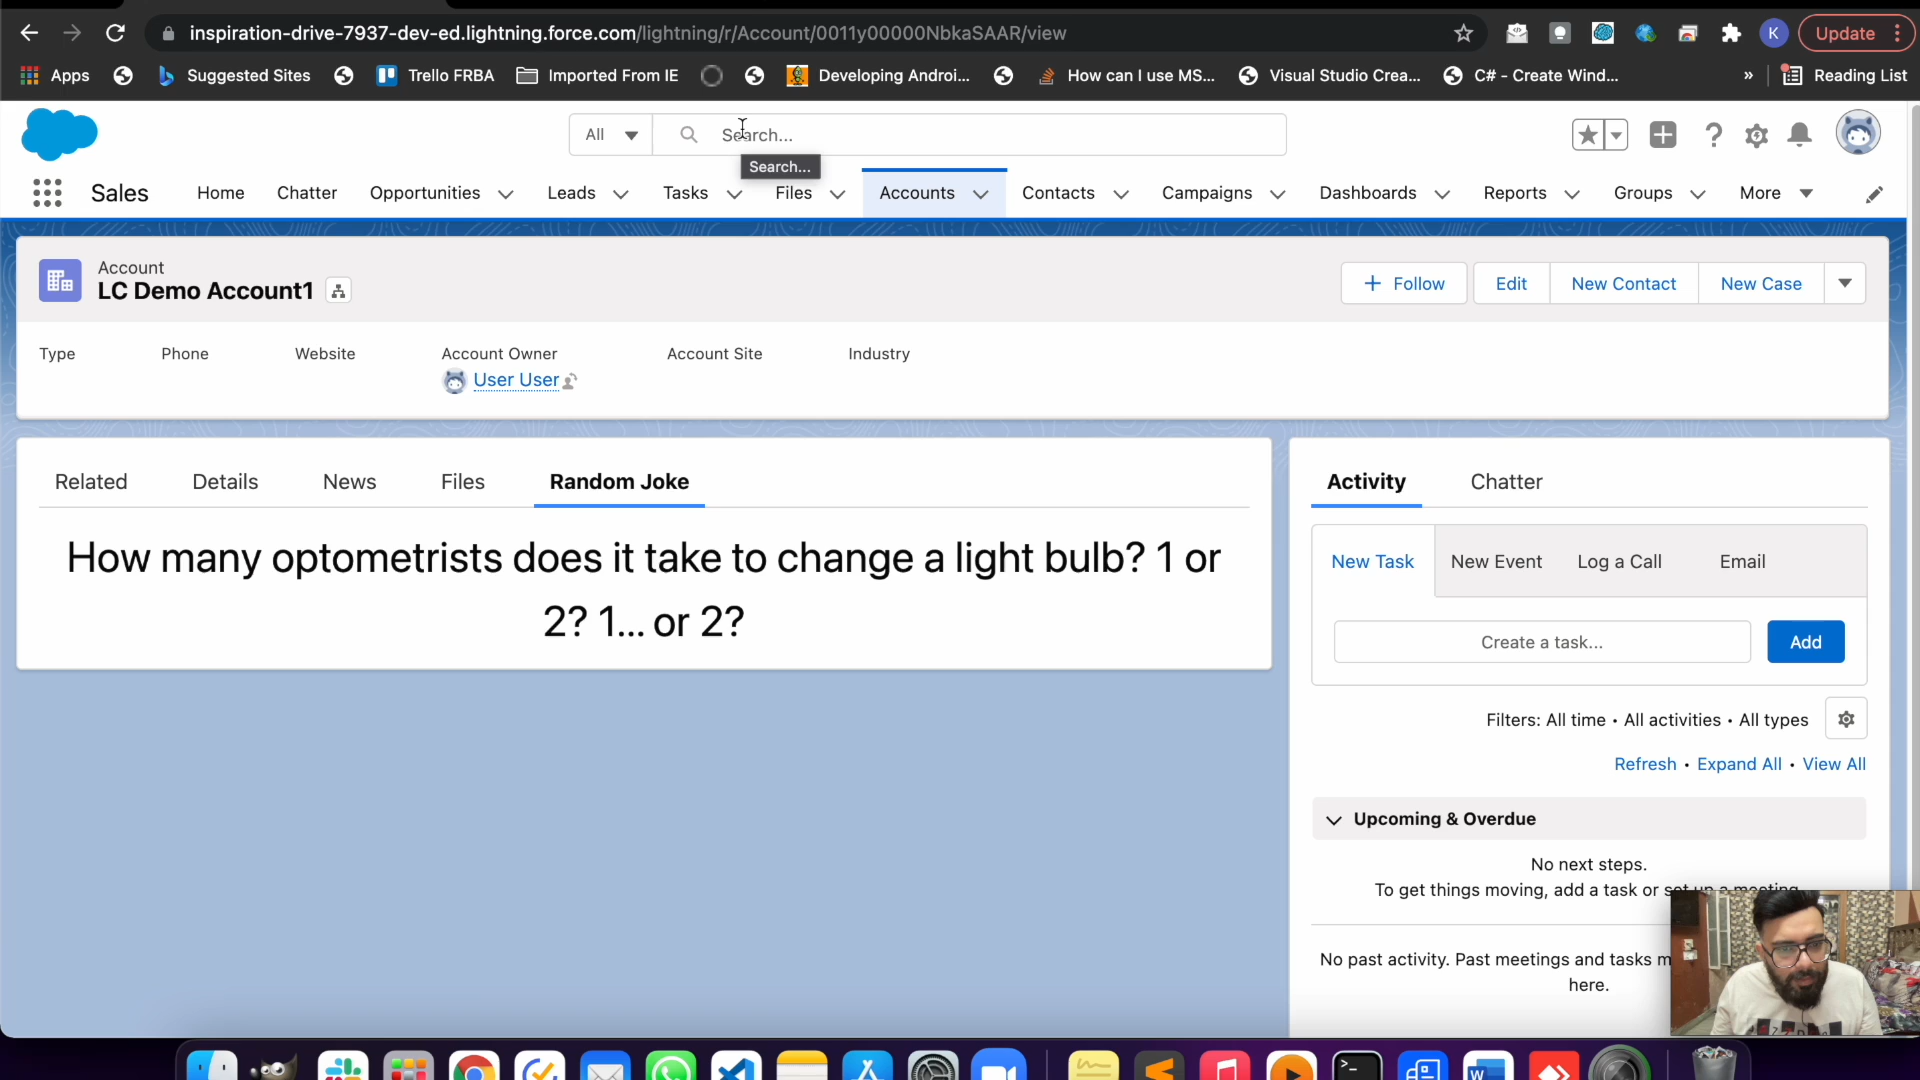 inspiration-drive-7937-dev-ed.lightning.force.com/lightning/r/Account/0011y00000NbkaSAAR/view
K
Update
Apps
Suggested Sites
Trello FRBA
Imported From IE
Developing Androi...
How can I use MS...
Visual Studio Crea...
C# - Create Wind...
»
Reading List
All
Search...
Search...
Sales
Home
Chatter
Opportunities
Leads
Tasks
Files
Accounts
Contacts
Campaigns
Dashboards
Reports
Groups
More
Account
LC Demo Account1
+ Follow
Edit
New Contact
New Case
Type
Phone
Website
Account Owner
Account Site
Industry
User User
Related
Details
News
Files
Random Joke
How many optometrists does it take to change a light bulb? 1 or
2? 1... or 2?
Activity
Chatter
New Task
New Event
Log a Call
Email
Create a task...
Add
Filters: All time • All activities • All types
Refresh • Expand All • View All
Upcoming & Overdue
No next steps.
To get things moving, add a task or set up a meeting.
No past activity. Past meetings and tasks
here.